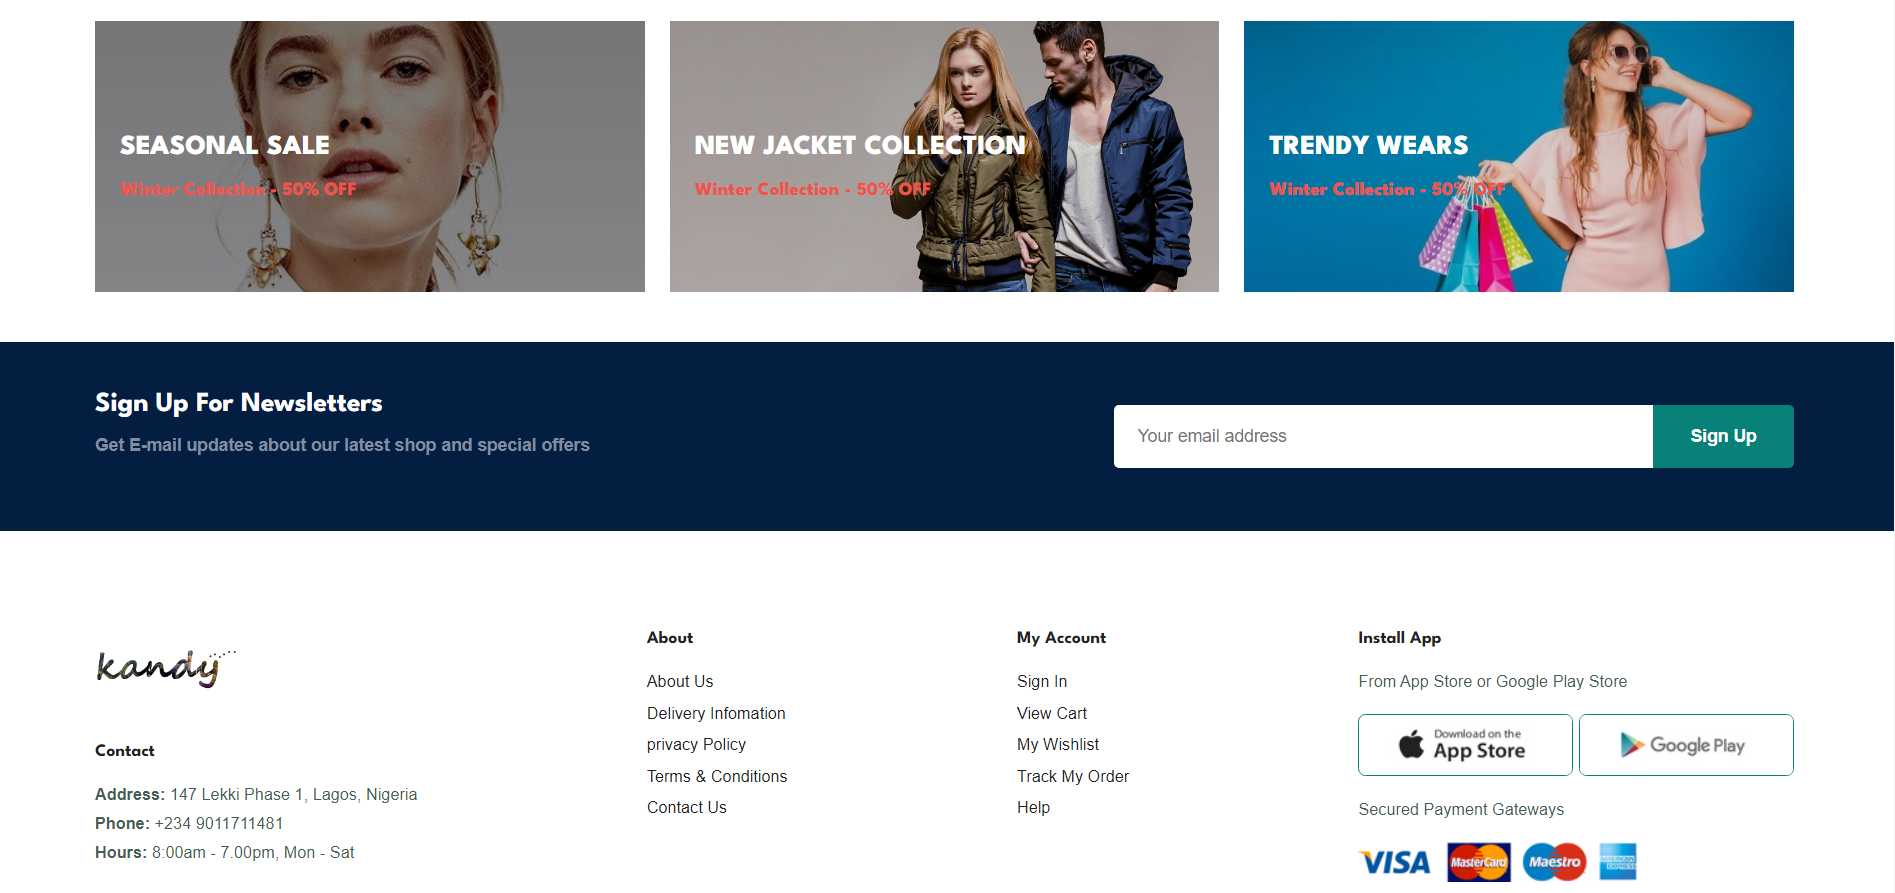 SEASONAL SALE
Winter Collection - 50% OFF
NEW JACKET COLLECTION
Winter Collection - 50% OFF
TRENDY WEARS
Winter Collection - 50% OFF
Sign Up For Newsletters
Get E-mail updates about our latest shop and special offers
Your email address
Sign Up
kandy
Contact
Address: 147 Lekki Phase 1, Lagos, Nigeria
Phone: +234 9011711481
Hours: 8:00am - 7.00pm, Mon - Sat
About
About Us
Delivery Infomation
privacy Policy
Terms & Conditions
Contact Us
My Account
Sign In
View Cart
My Wishlist
Track My Order
Help
Install App
From App Store or Google Play Store
Download on the
App Store
Google Play
Secured Payment Gateways
VISA
MasterCard
Maestro
AMERICAN
EXPRESS